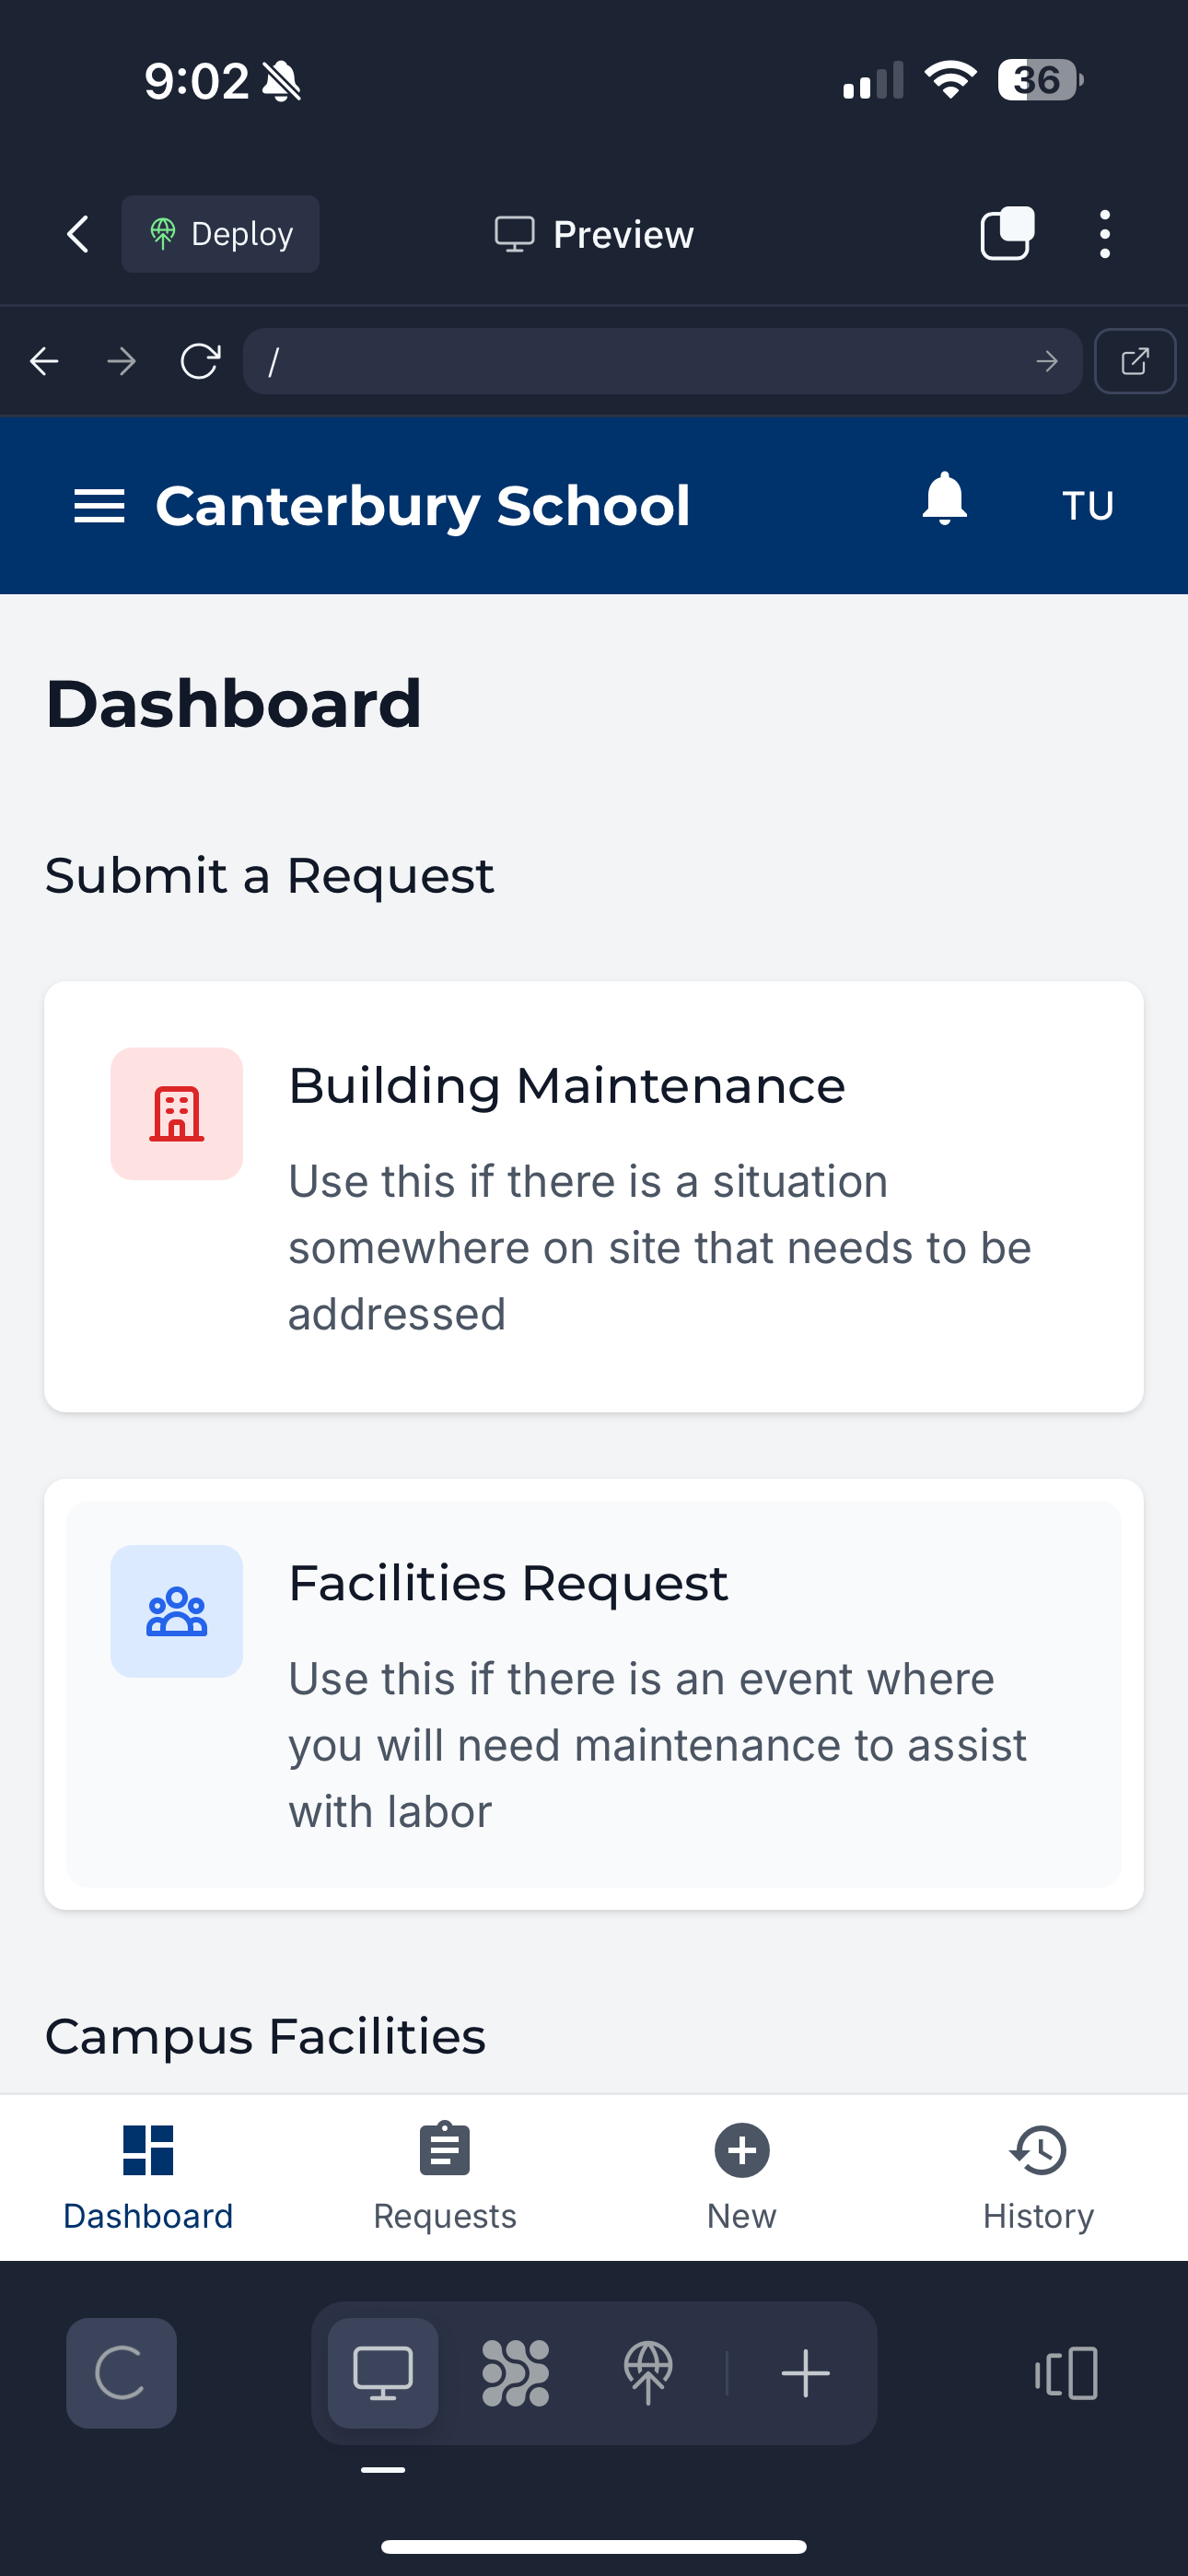 9:02
36
Deploy
Preview
/
Canterbury School
TU
Dashboard
Submit a Request
Building Maintenance
Use this if there is a situation
somewhere on site that needs to be
addressed
Facilities Request
Use this if there is an event where
you will need maintenance to assist
with labor
Campus Facilities
Dashboard
Requests
New
History